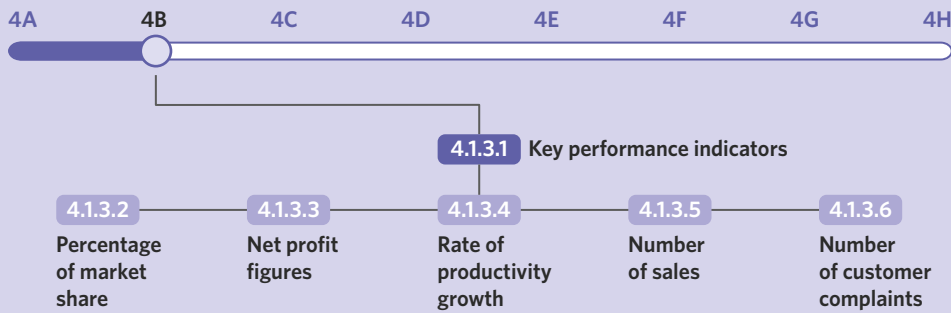 4A 4B 4C 4D 4E 4F 4G 4H
4.1.3.1 Key performance indicators
4.1.3.2 4.1.3.3 4.1.3.4 4.1.3.5 4.1.3.6
Percentage
of market
share
Net profit
figures
Rate of
productivity
growth
Number
of sales
Number
of customer
complaints